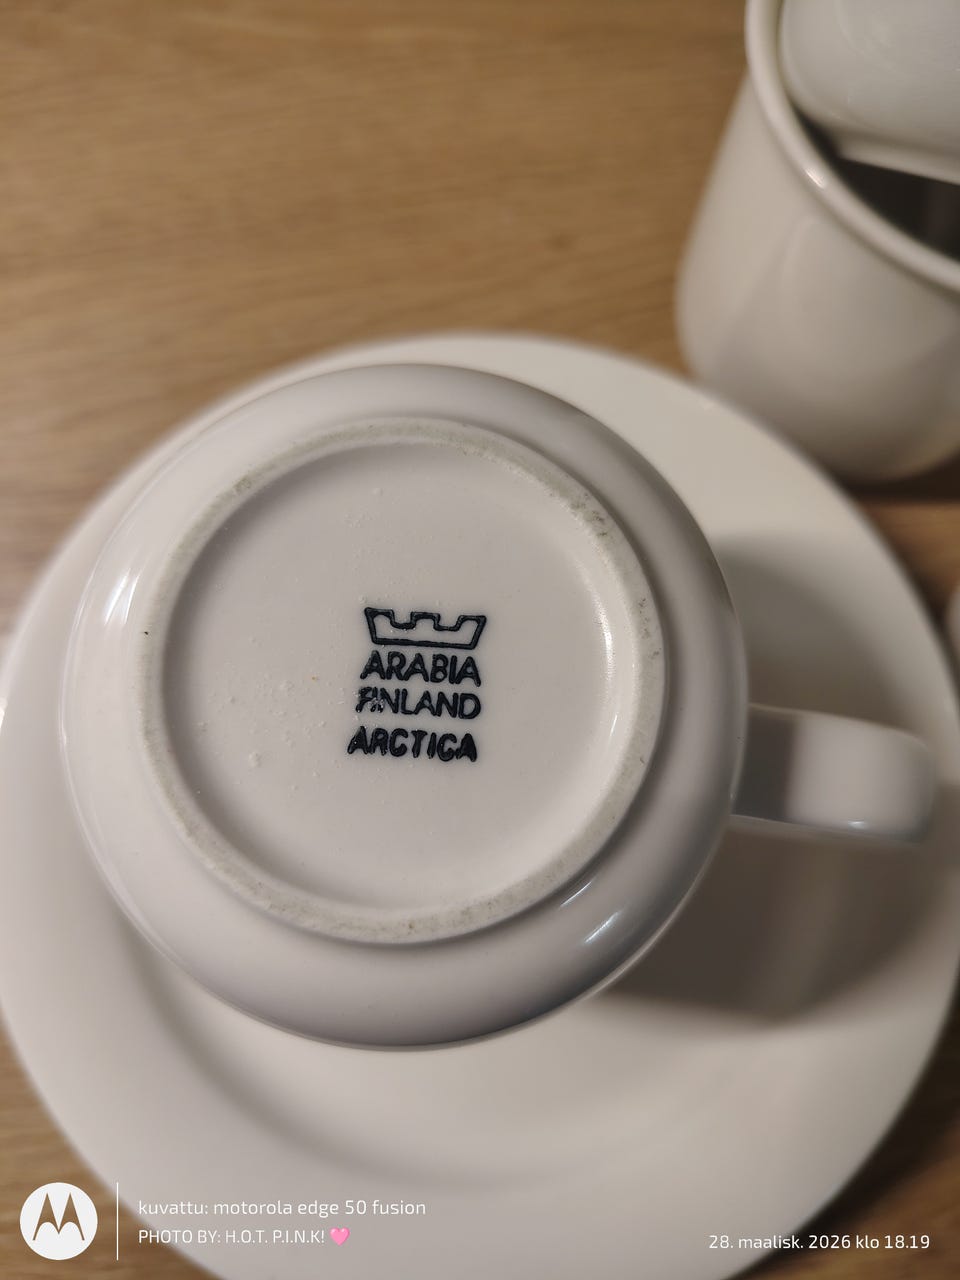 ARABIA
FINLAND
ARCTICA
kuvattu: motorola edge 50 fusion
PHOTO BY: H.O.T. P.I.N.K! 🩷
28. maalisk. 2026 klo 18.19